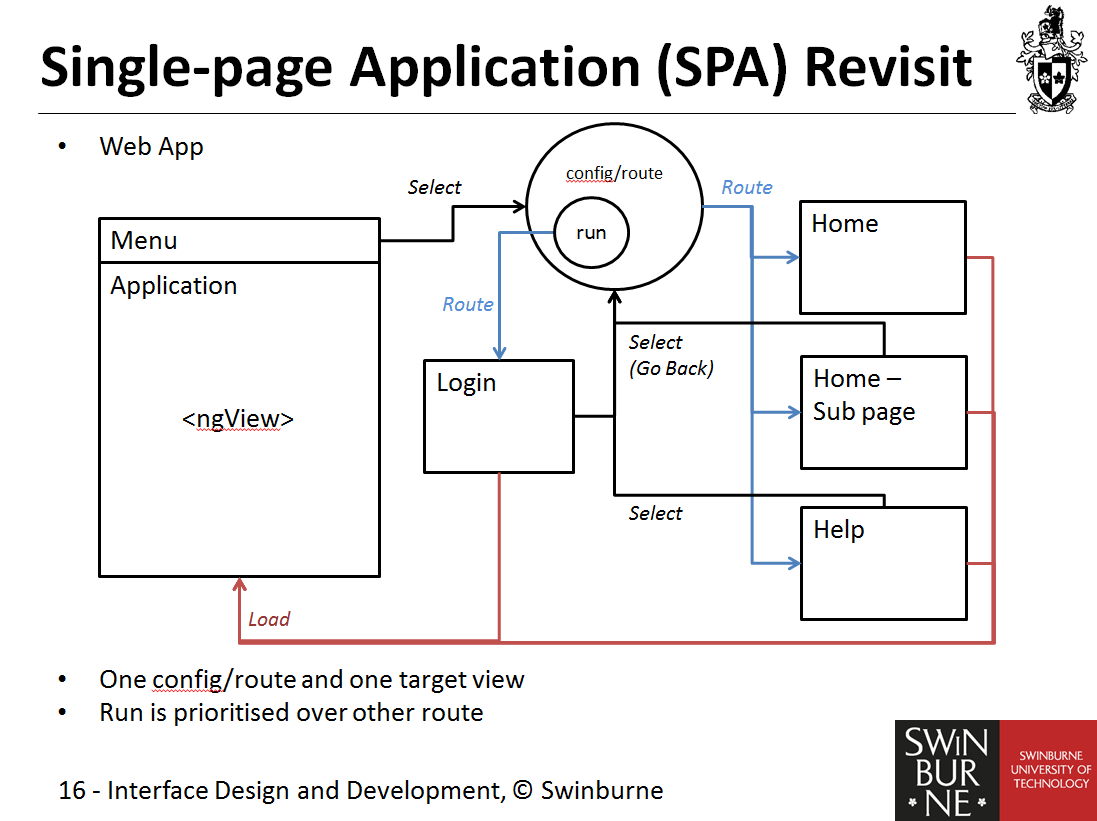 Single-page Application (SPA) Revisit
• Web App
Select
config/route
Route
run
Menu
Home
Application
Route
Select
(Go Back)
Login
Home –
Sub page
<ngView>
Select
Help
Load
• One config/route and one target view
• Run is prioritised over other route
16 - Interface Design and Development, © Swinburne
SWIN
BUR
NE
SWINBURNE
UNIVERSITY OF
TECHNOLOGY